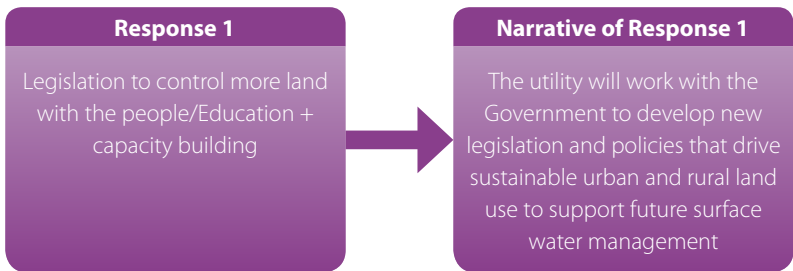 Response 1
Legislation to control more land
with the people/Education +
capacity building
Narrative of Response 1
The utility will work with the
Government to develop new
legislation and policies that drive
sustainable urban and rural land
use to support future surface
water management